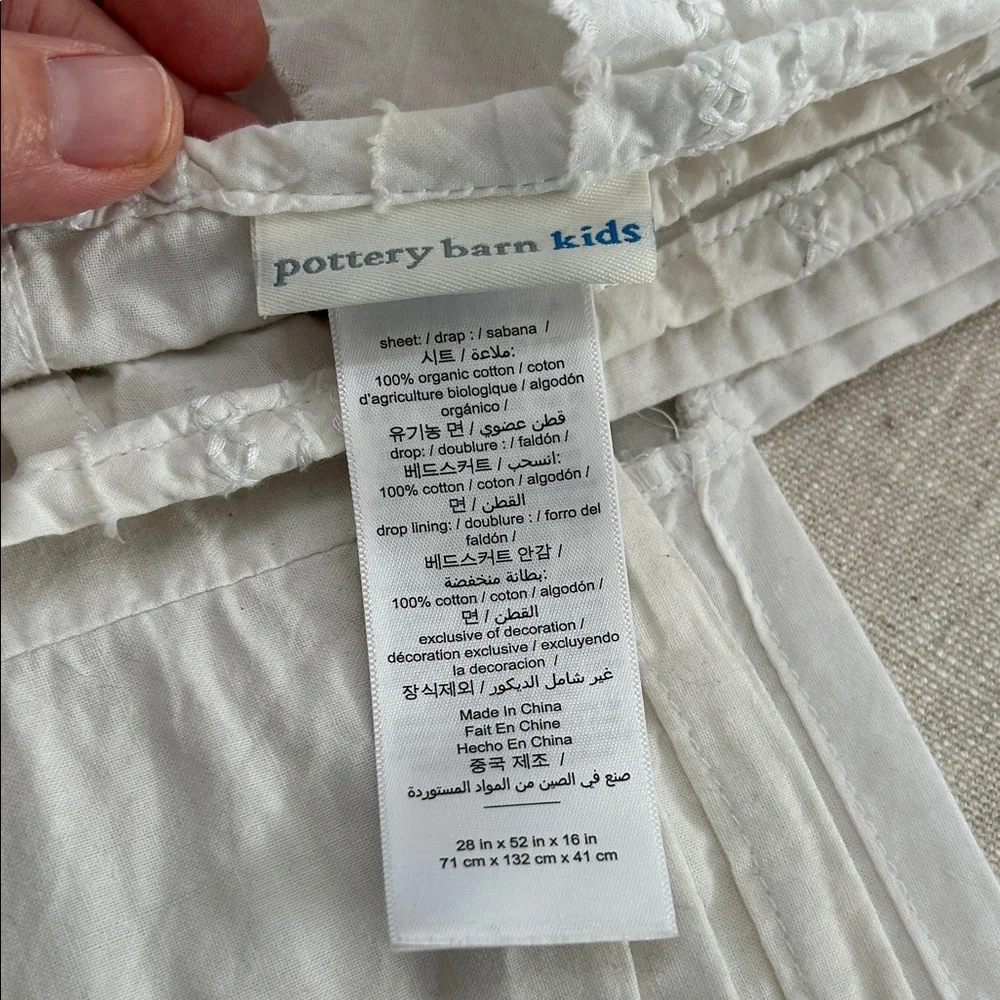 pottery barn kids
sheet: / drap : / sabana /
시트 / ملاءة:
100% organic cotton / coton
d'agriculture biologique / algodón
orgánico /
유기농 면 / قطن عضوي
drop: / doublure : / faldón /
베드스커트 / انسحب:
100% cotton / coton / algodón /
면 / القطن
drop lining: / doublure : / forro del
faldón /
베드스커트 안감 /
بطانة منخفضة:
100% cotton / coton / algodón /
면 / القطن
exclusive of decoration /
décoration exclusive / excluyendo
la decoracion /
장식제외 / غير شامل الديكور
Made In China
Fait En Chine
Hecho En China
중국 제조 /
صنع في الصين من المواد المستوردة
28 in x 52 in x 16 in
71 cm x 132 cm x 41 cm